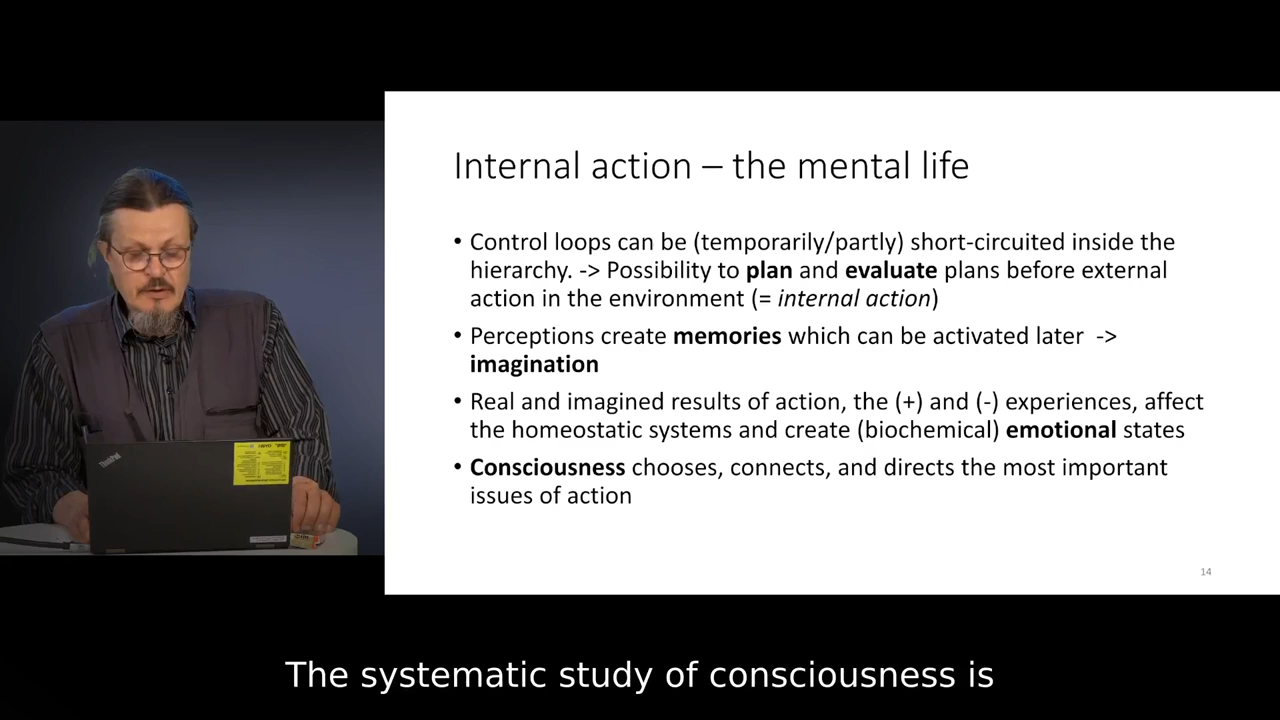 Internal action – the mental life
• Control loops can be (temporarily/partly) short-circuited inside the
hierarchy. -> Possibility to plan and evaluate plans before external
action in the environment (= internal action)
• Perceptions create memories which can be activated later ->
imagination
• Real and imagined results of action, the (+) and (-) experiences, affect
the homeostatic systems and create (biochemical) emotional states
• Consciousness chooses, connects, and directs the most important
issues of action
14
ThinkPad
The systematic study of consciousness is